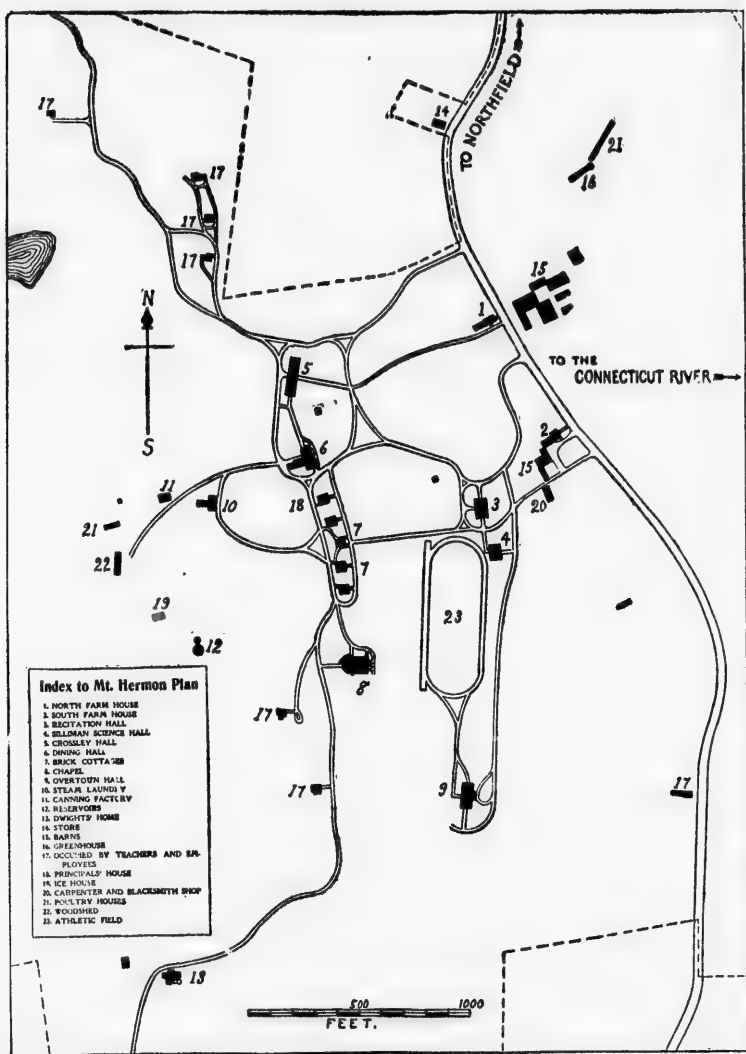 17
14
TO NORTHFIELD
21
16
17
17
17
15
1
N
S
TO THE
CONNECTICUT RIVER
5
6
2
15
20
11
10
18
3
21
7
4
22
7
19
23
12
8
17
17
9
17
13
Index to Mt. Hermon Plan
1. NORTH FARM HOUSE
2. SOUTH FARM HOUSE
3. RECITATION HALL
4. SILLIMAN SCIENCE HALL
5. CROSSLEY HALL
6. DINING HALL
7. BRICK COTTAGES
8. CHAPEL
9. OVERTOUN HALL
10. STEAM LAUNDRY
11. CANNING FACTORY
12. RESERVOIRS
13. DWIGHTS' HOME
14. STORE
15. BARNS
16. GREENHOUSE
17. OCCUPIED BY TEACHERS AND EM-
PLOYEES
18. PRINCIPALS' HOUSE
19. ICE HOUSE
20. CARPENTER AND BLACKSMITH SHOP
21. POULTRY HOUSES
22. WOODSHED
23. ATHLETIC FIELD
500 1000
FEET.